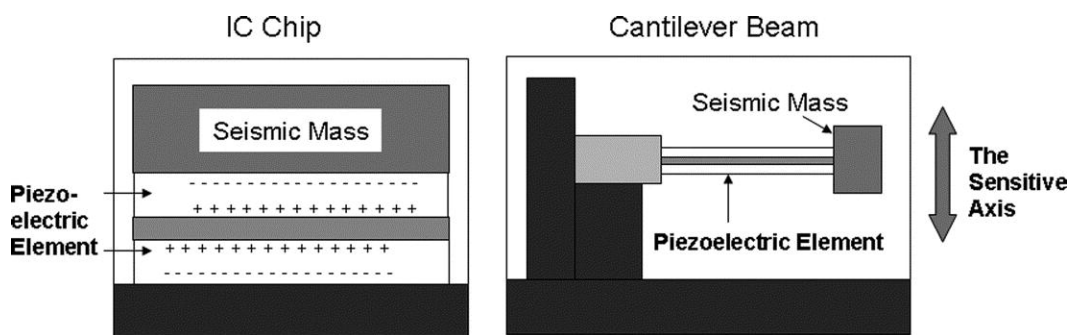 IC Chip
Cantilever Beam
Seismic Mass
Seismic Mass
Piezo-
electric
Element
- - - - - - - - - - - - - - - - - -
+ + + + + + + + + + + + + +
+ + + + + + + + + + + + + +
- - - - - - - - - - - - - - - - - -
Piezoelectric Element
The
Sensitive
Axis